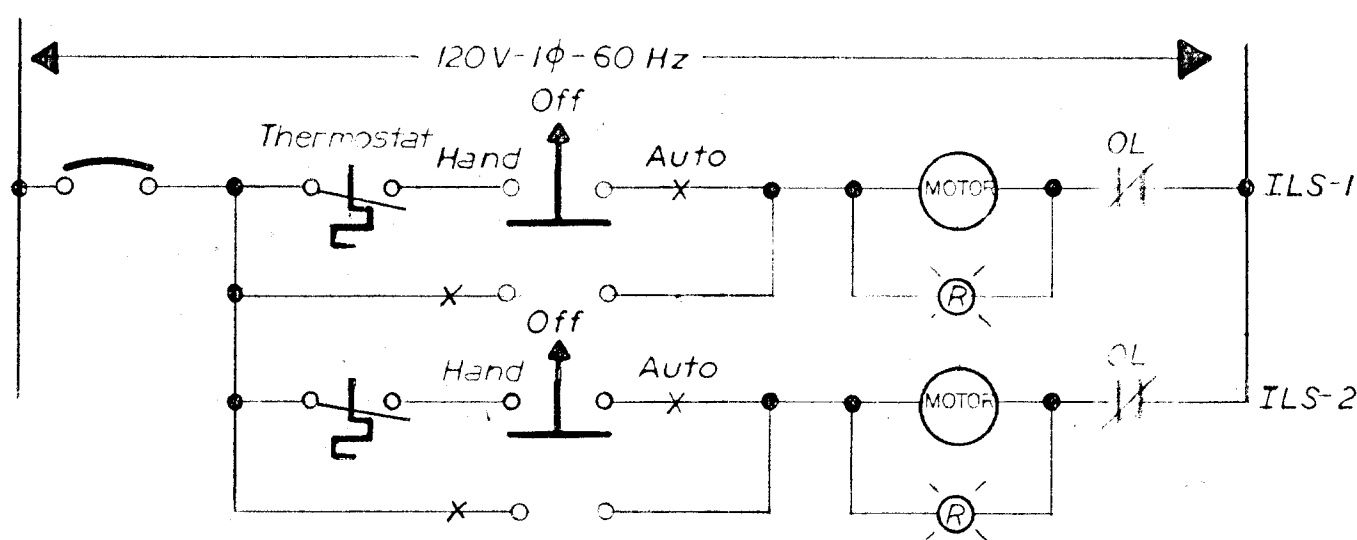 120V-1ϕ-60 Hz
Off
Thermostat
Hand
Auto
OL
MOTOR
ILS-1
R
Off
Hand
Auto
OL
MOTOR
ILS-2
R